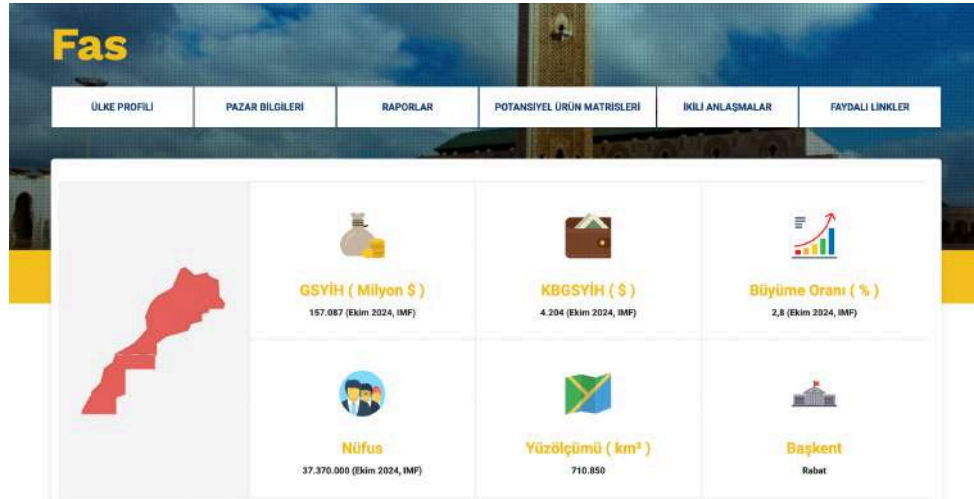 Fas
ÜLKE PROFİLİ
PAZAR BİLGİLERİ
RAPORLAR
POTANSİYEL ÜRÜN MATRİSLERİ
İKİLİ ANLAŞMALAR
FAYDALI LİNKLER
GSYİH ( Milyon $ )
157.087 (Ekim 2024, IMF)
KBGSYİH ( $ )
4.204 (Ekim 2024, IMF)
Büyüme Oranı ( % )
2,8 (Ekim 2024, IMF)
Nüfus
37.370.000 (Ekim 2024, IMF)
Yüzölçümü ( km² )
710.850
Başkent
Rabat